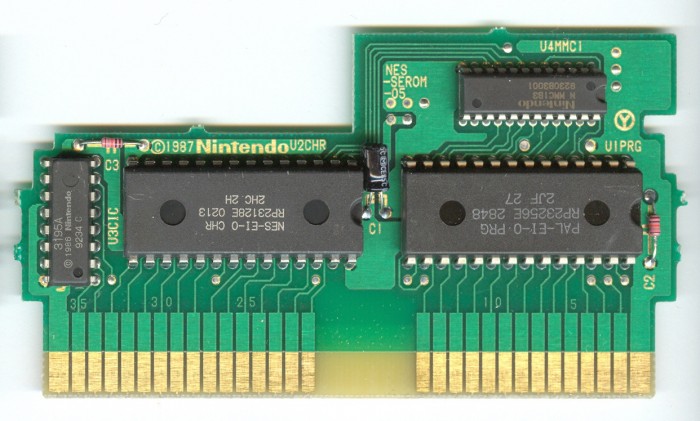 U4MMC1
NES
-SEROM
-05
Nintendo
N MMC1B3
9230B3001
Y
©1987 Nintendo
U2CHR
U1PRG
C3
U3CIC
3195A
© 1986 Nintendo
9234 C
NES-EI-0 CHR
RP23128E 0213
2HC 2H
C1
PAL-EI-0 PRG
RP23256E 2848
2JF 27
C2
35
30
25
10
5